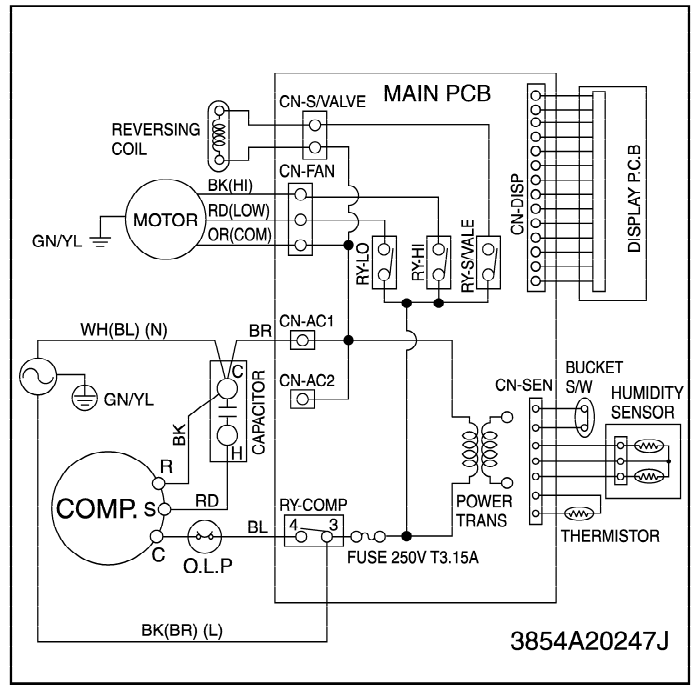 MAIN PCB
CN-S/VALVE
REVERSING
COIL
CN-FAN
BK(HI)
RD(LOW)
OR(COM)
MOTOR
GN/YL
RY-LO
RY-HI
RY-S/VALE
CN-DISP
DISPLAY P.C.B
WH(BL) (N)
BR
CN-AC1
CN-AC2
GN/YL
C
H
CAPACITOR
BK
R
COMP.
S
C
RD
O.L.P
BL
RY-COMP
4
3
FUSE 250V T3.15A
POWER
TRANS
CN-SEN
BUCKET
S/W
HUMIDITY
SENSOR
THERMISTOR
BK(BR) (L)
3854A20247J